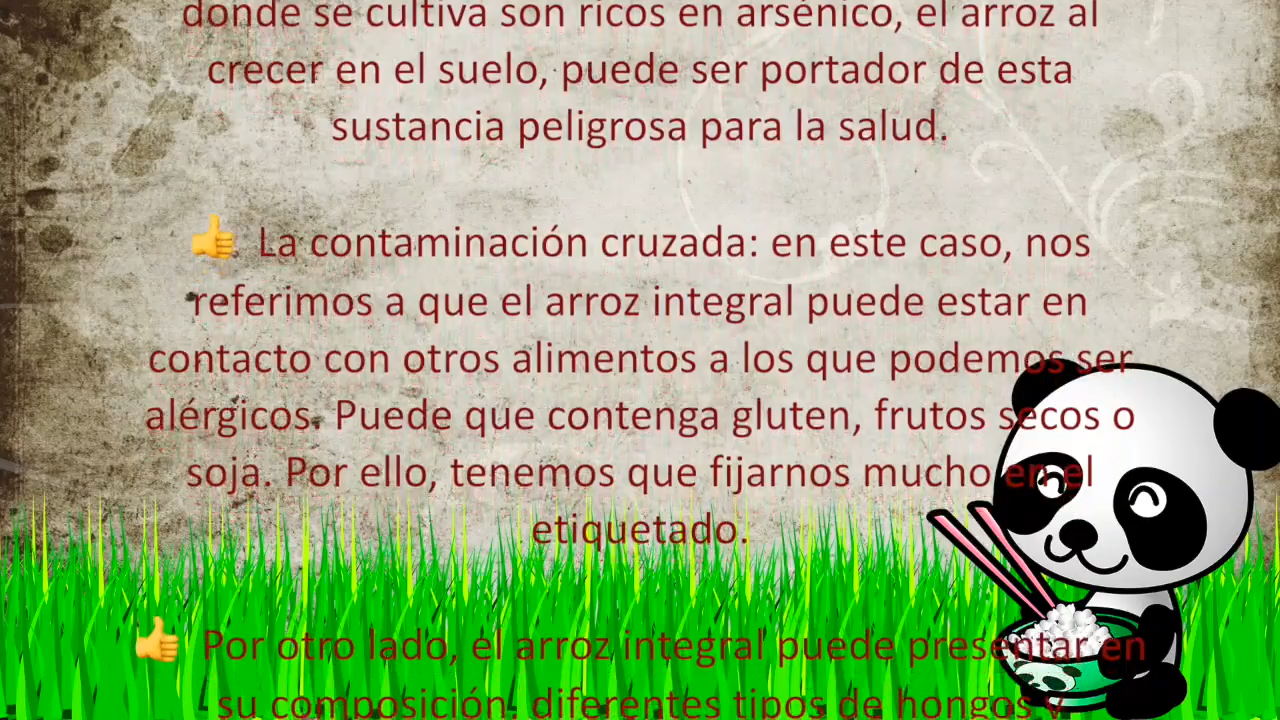 donde se cultiva son ricos en arsénico, el arroz al
crecer en el suelo, puede ser portador de esta
sustancia peligrosa para la salud.
👍 La contaminación cruzada: en este caso, nos
referimos a que el arroz integral puede estar en
contacto con otros alimentos a los que podemos ser
alérgicos. Puede que contenga gluten, frutos secos o
soja. Por ello, tenemos que fijarnos mucho en el
etiquetado.
👍 Por otro lado, el arroz integral puede presentar en
su composición, diferentes tipos de hongos y